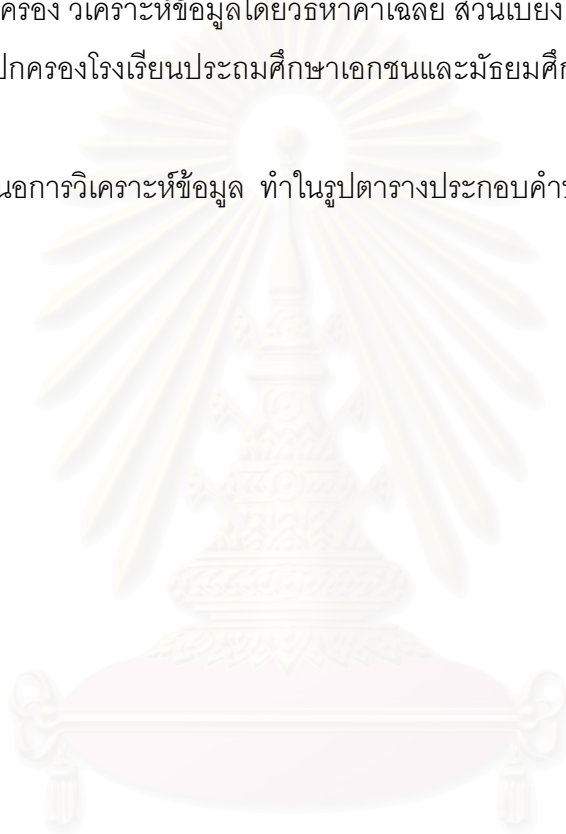 ครอง วิเคราะห์ข้อมูลโดยวิธีหาค่าเฉลี่ย ส่วนเบี่ยง
ปกครองโรงเรียนประถมศึกษาเอกชนและมัธยมศึก
นอการวิเคราะห์ข้อมูล ทำในรูปตารางประกอบคำ